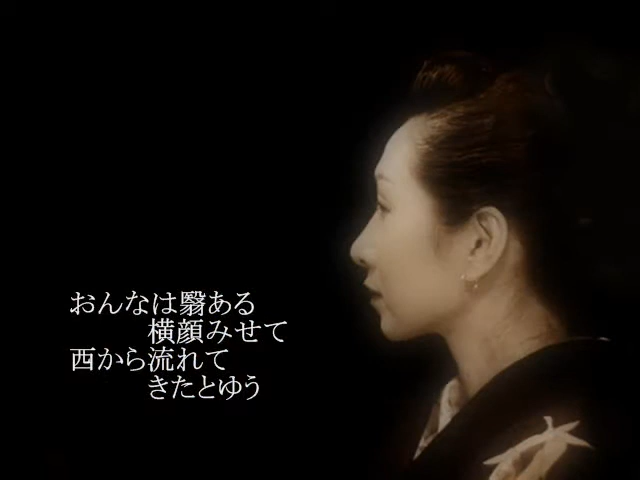 おんなは翳ある
横顔みせて
西から流れて
きたとゆう